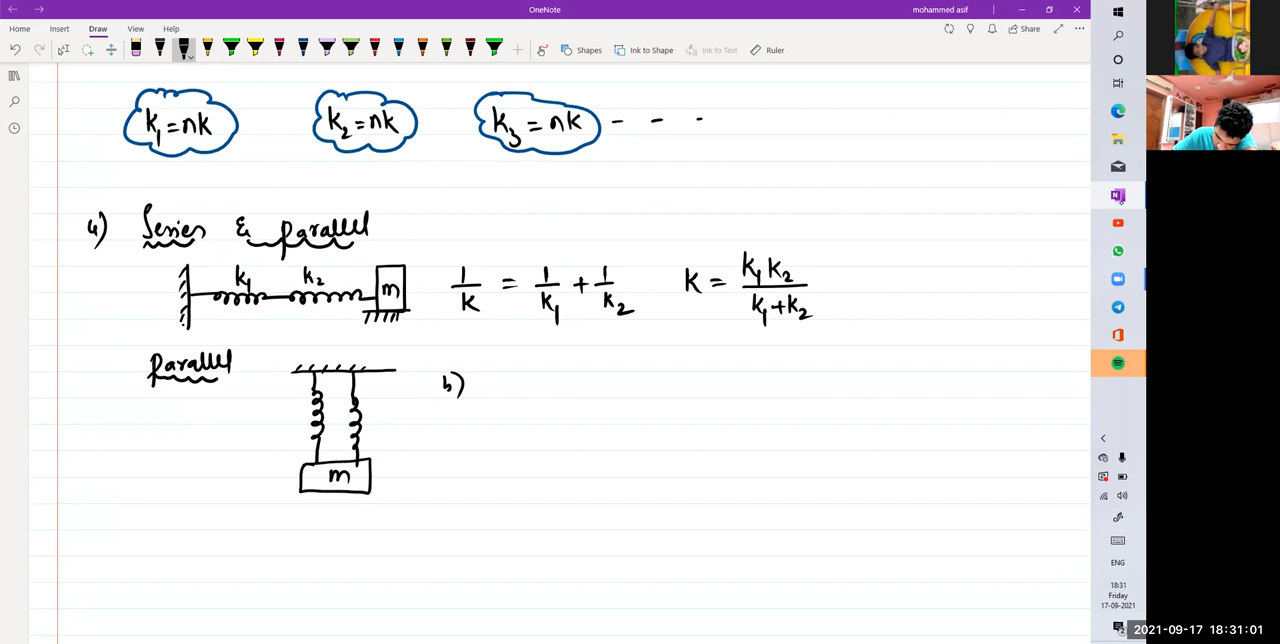 OneNote
mohammed asif
Home Insert Draw View Help
Shapes Ink to Shape Ink to Text Ruler Share
k₁=nk k₂=nk k₃=nk - - -
4) Series & parallel
k₁ k₂ m 1/k = 1/k₁ + 1/k₂ K = k₁k₂/k₁+k₂
Parallel
b)
m
ENG
18:31
Friday
17-09-2021
2021-09-17 18:31:01